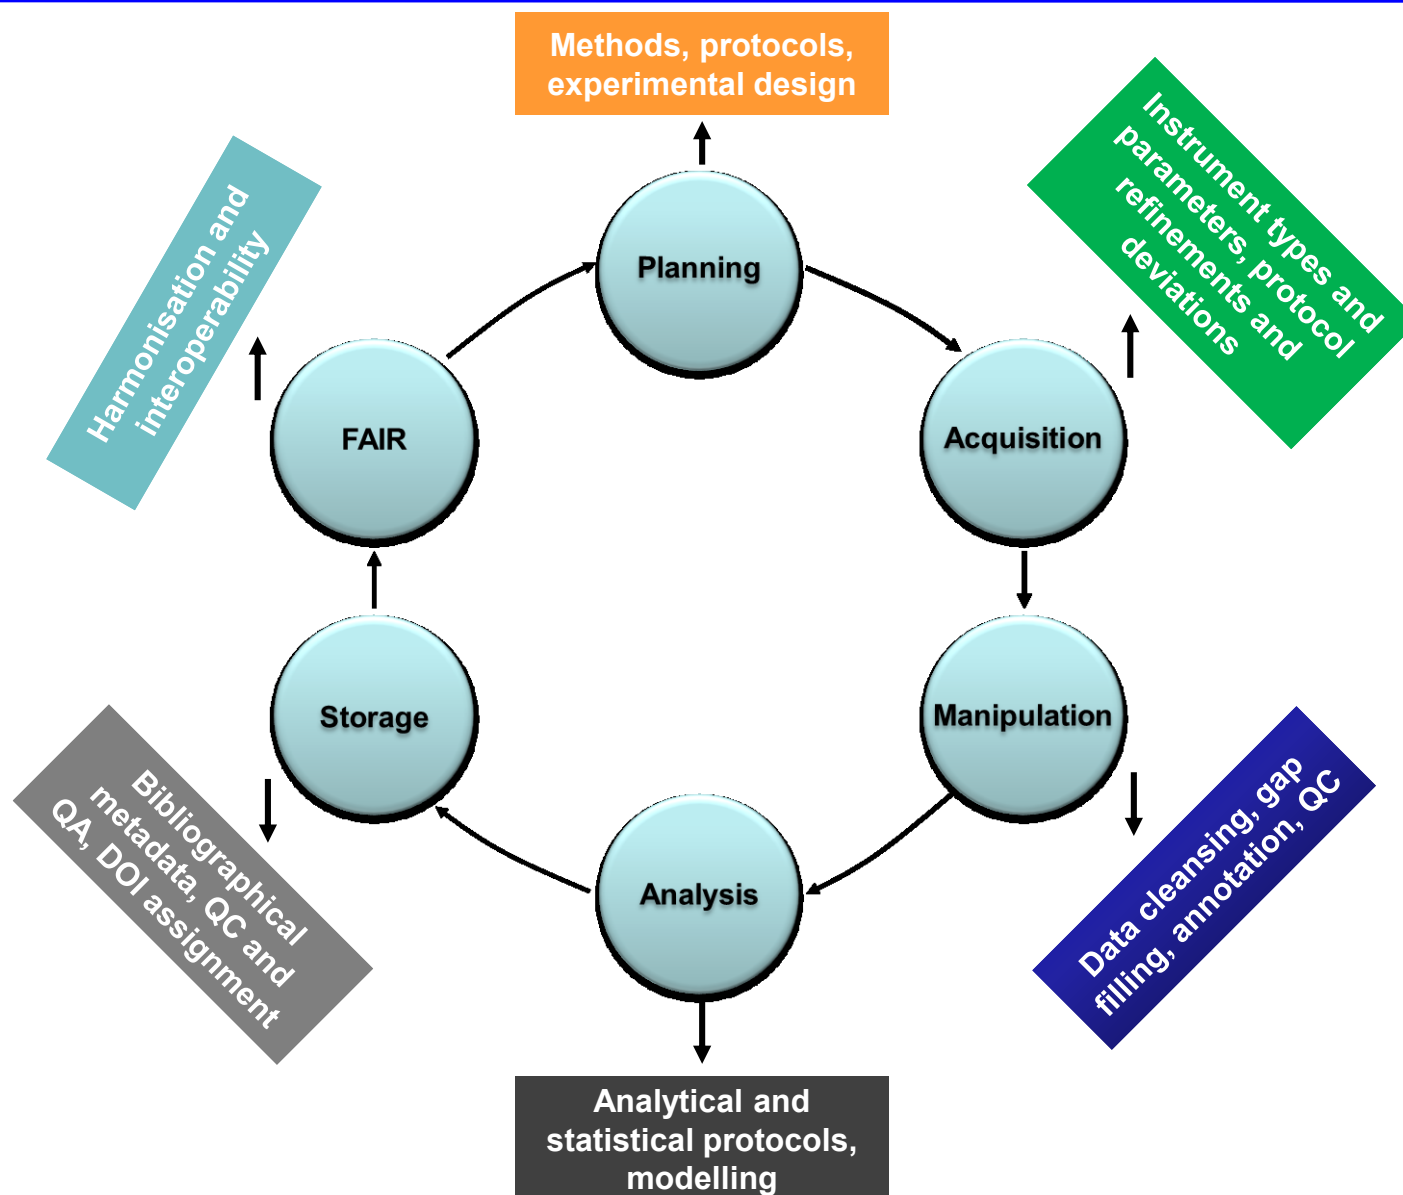 Methods, protocols,
experimental design
Instrument types and
parameters, protocol
refinements and
deviations
Harmonisation and
interoperability
Planning
FAIR
Acquisition
Storage
Manipulation
Analysis
Bibliographical
metadata, QC and
QA, DOI assignment
Data cleansing, gap
filling, annotation, QC
Analytical and
statistical protocols,
modelling